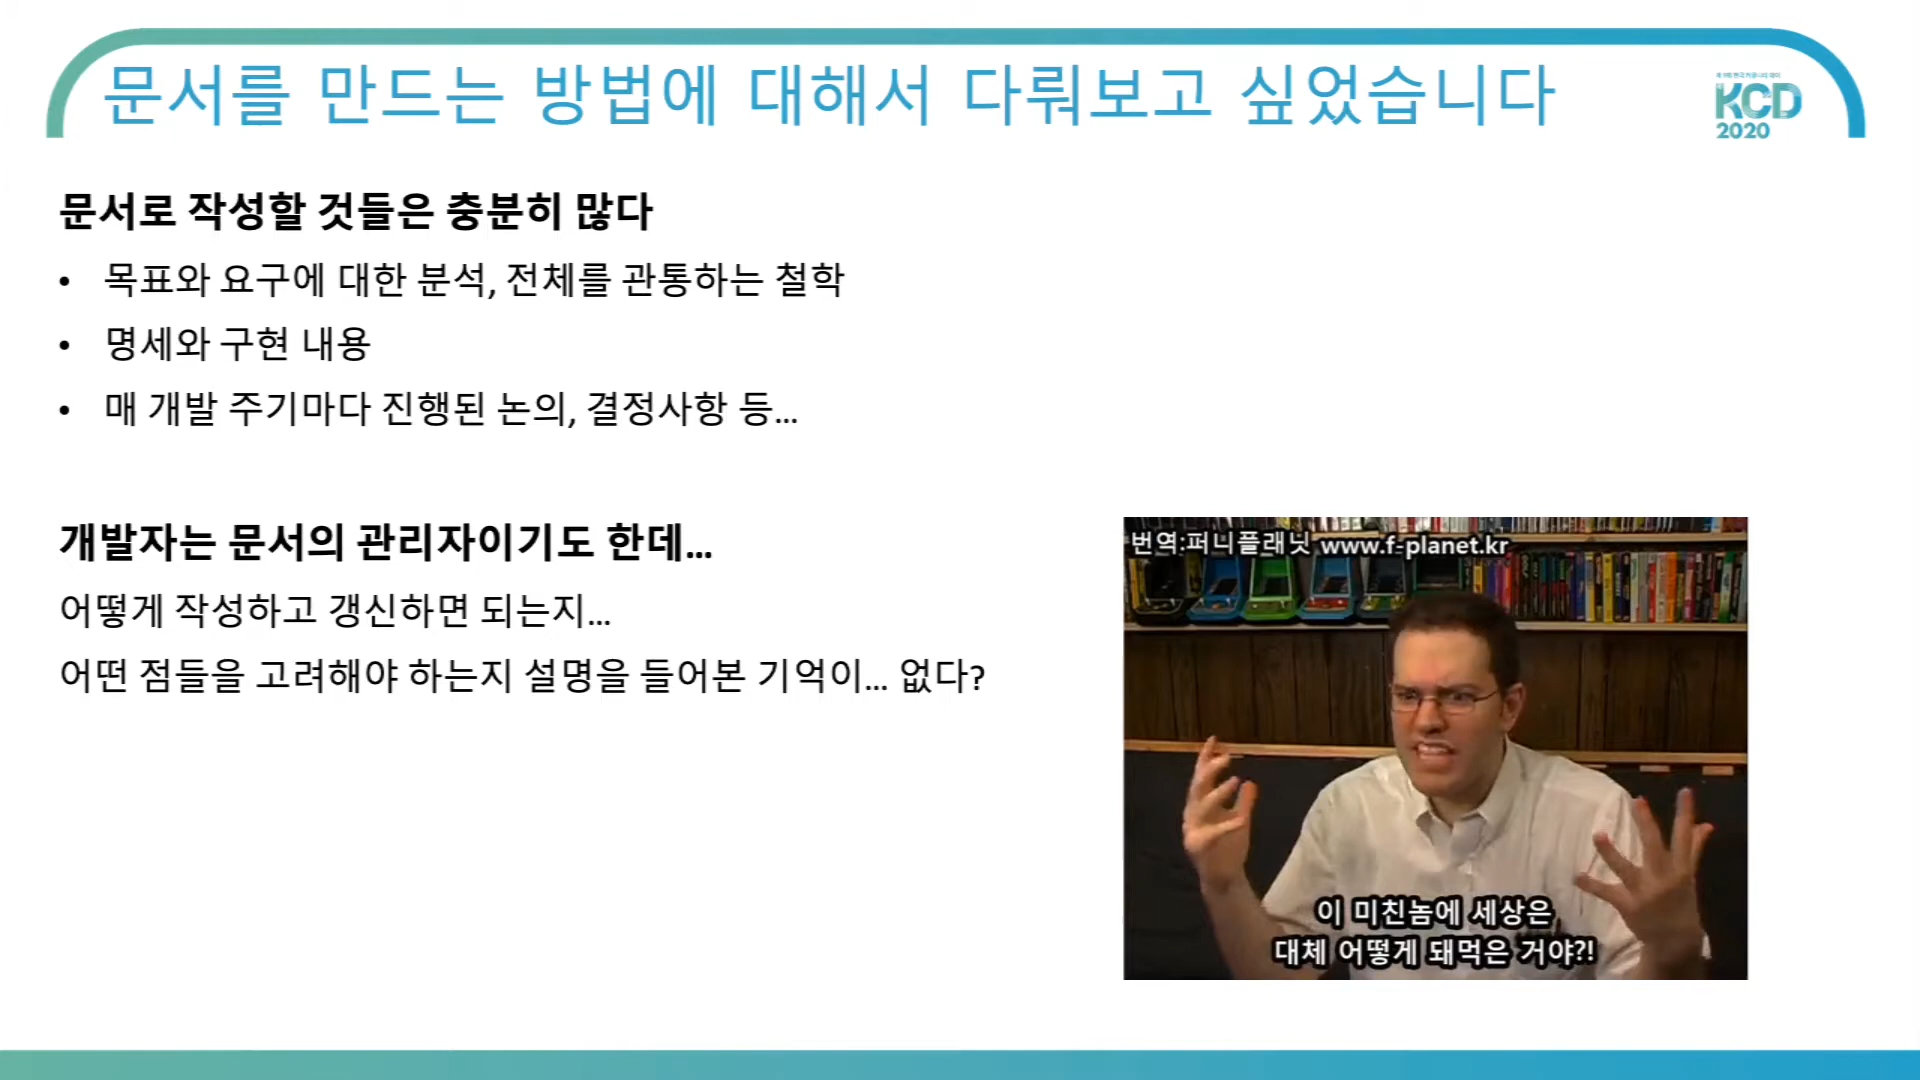 문서를 만드는 방법에 대해서 다뤄보고 싶었습니다
KCD
2020
문서로 작성할 것들은 충분히 많다
• 목표와 요구에 대한 분석, 전체를 관통하는 철학
• 명세와 구현 내용
• 매 개발 주기마다 진행된 논의, 결정사항 등...
개발자는 문서의 관리자이기도 한데...
어떻게 작성하고 갱신하면 되는지...
어떤 점들을 고려해야 하는지 설명을 들어본 기억이... 없다?
번역:퍼니플래닛 www.f-planet.kr
이 미친놈에 세상은
대체 어떻게 돼먹은 거야?!